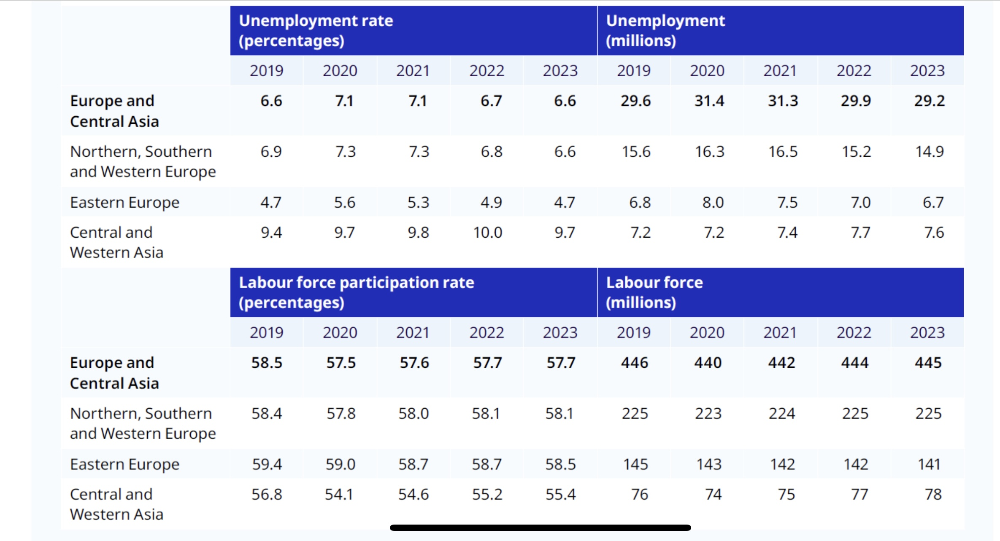 Unemployment rate (percentages) Unemployment (millions)
2019 2020 2021 2022 2023 2019 2020 2021 2022 2023
Europe and Central Asia 6.6 7.1 7.1 6.7 6.6 29.6 31.4 31.3 29.9 29.2
Northern, Southern and Western Europe 6.9 7.3 7.3 6.8 6.6 15.6 16.3 16.5 15.2 14.9
Eastern Europe 4.7 5.6 5.3 4.9 4.7 6.8 8.0 7.5 7.0 6.7
Central and Western Asia 9.4 9.7 9.8 10.0 9.7 7.2 7.2 7.4 7.7 7.6
Labour force participation rate (percentages) Labour force (millions)
2019 2020 2021 2022 2023 2019 2020 2021 2022 2023
Europe and Central Asia 58.5 57.5 57.6 57.7 57.7 446 440 442 444 445
Northern, Southern and Western Europe 58.4 57.8 58.0 58.1 58.1 225 223 224 225 225
Eastern Europe 59.4 59.0 58.7 58.7 58.5 145 143 142 142 141
Central and Western Asia 56.8 54.1 54.6 55.2 55.4 76 74 75 77 78